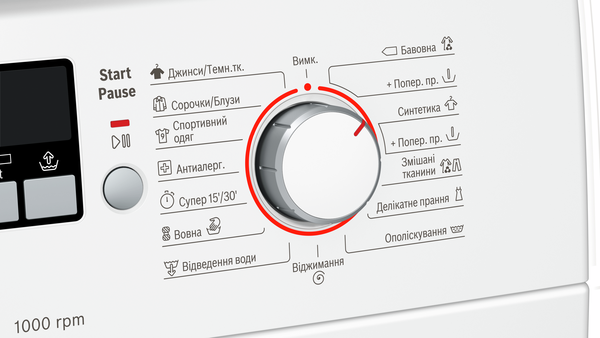 Start
Pause
t
1000 rpm
Вимк.
Джинси/Темн.тк.
Сорочки/Блузи
Спортивний
одяг
9
Антиалерг.
Супер 15'/30'
Вовна
Відведення води
Віджимання
Бавовна
+ Попер. пр.
Синтетика
+ Попер. пр.
Змішані
тканини
Делікатне прання
Ополіскування